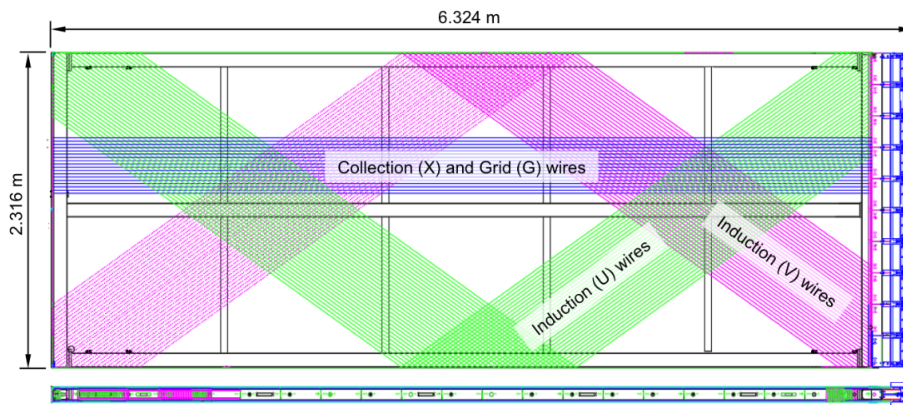 6.324 m
2.316 m
Collection (X) and Grid (G) wires
Induction (U) wires
Induction (V) wires